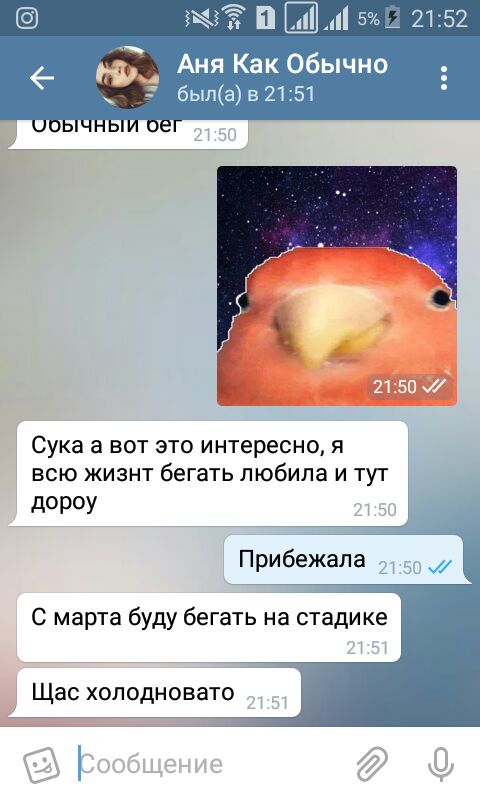 1 5% 21:52
Аня Как Обычно
был(а) в 21:51
Обычный бег 21:50
21:50
Сука а вот это интересно, я
всю жизнт бегать любила и тут
дороу
21:50
Прибежала 21:50
С марта буду бегать на стадике
21:51
Щас холодновато 21:51
Сообщение